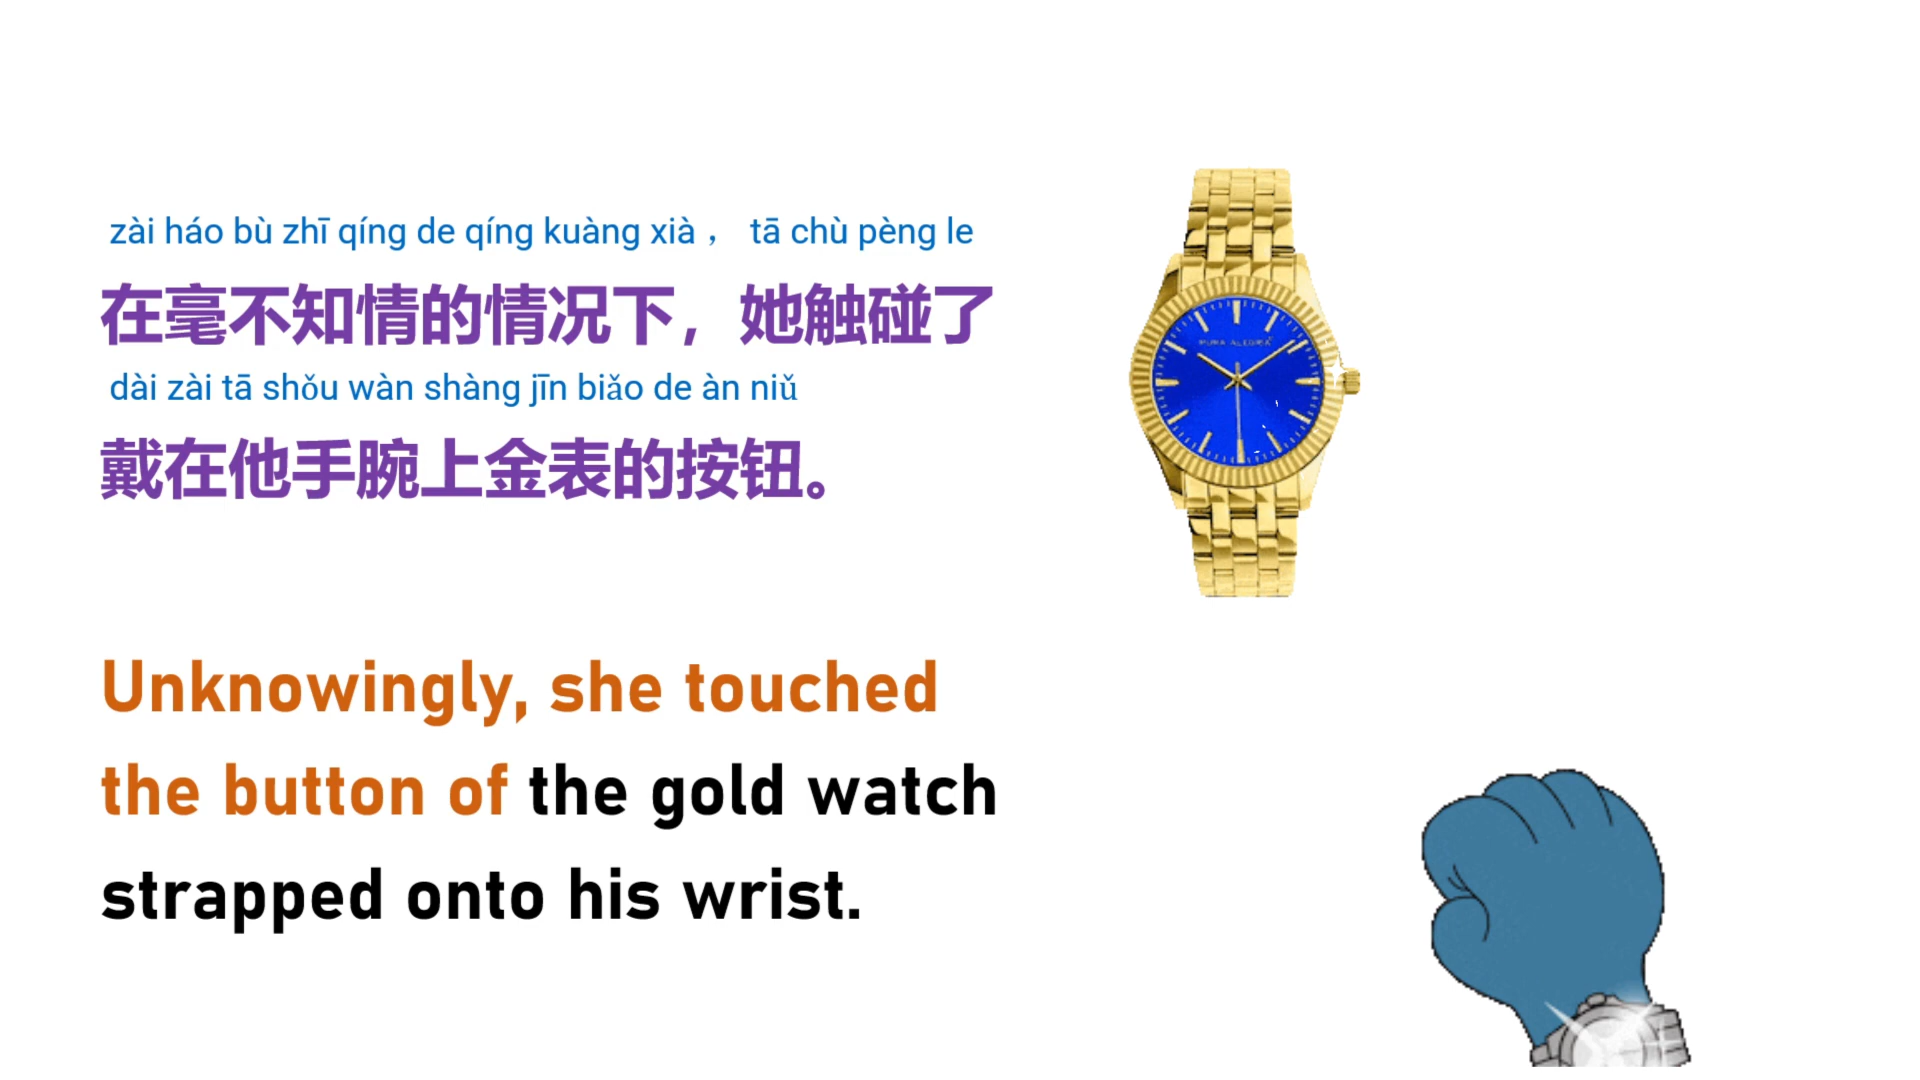 zài háo bù zhī qíng de qíng kuàng xià ， tā chù pèng le
在毫不知情的情况下，她触碰了
dài zài tā shǒu wàn shàng jīn biǎo de àn niǔ
戴在他手腕上金表的按钮。
Unknowingly, she touched
the button of the gold watch
strapped onto his wrist.